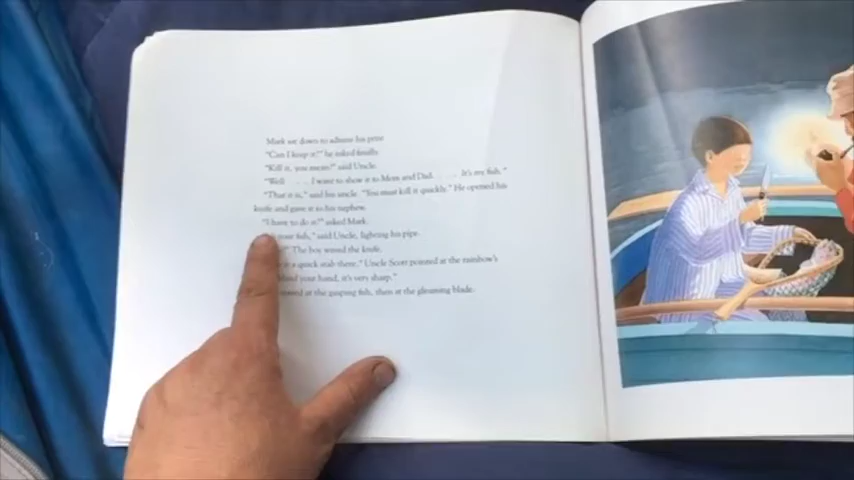 Mark sat down to admire his prize.
"Can I keep it?" he asked finally.
"Kill it, you mean?" said Uncle.
"Well . . . I want to show it to Mom and Dad. . . . It's my fish."
"That it is," said his uncle. "You must kill it quickly." He opened his
knife and gave it to his nephew.
"I have to do it?" asked Mark.
your fish," said Uncle, lighting his pipe.
The boy wiped the knife.
it a quick stab there." Uncle Scott pointed at the rainbow's
your hand, it's very sharp."
at the gasping fish, then at the gleaming blade.